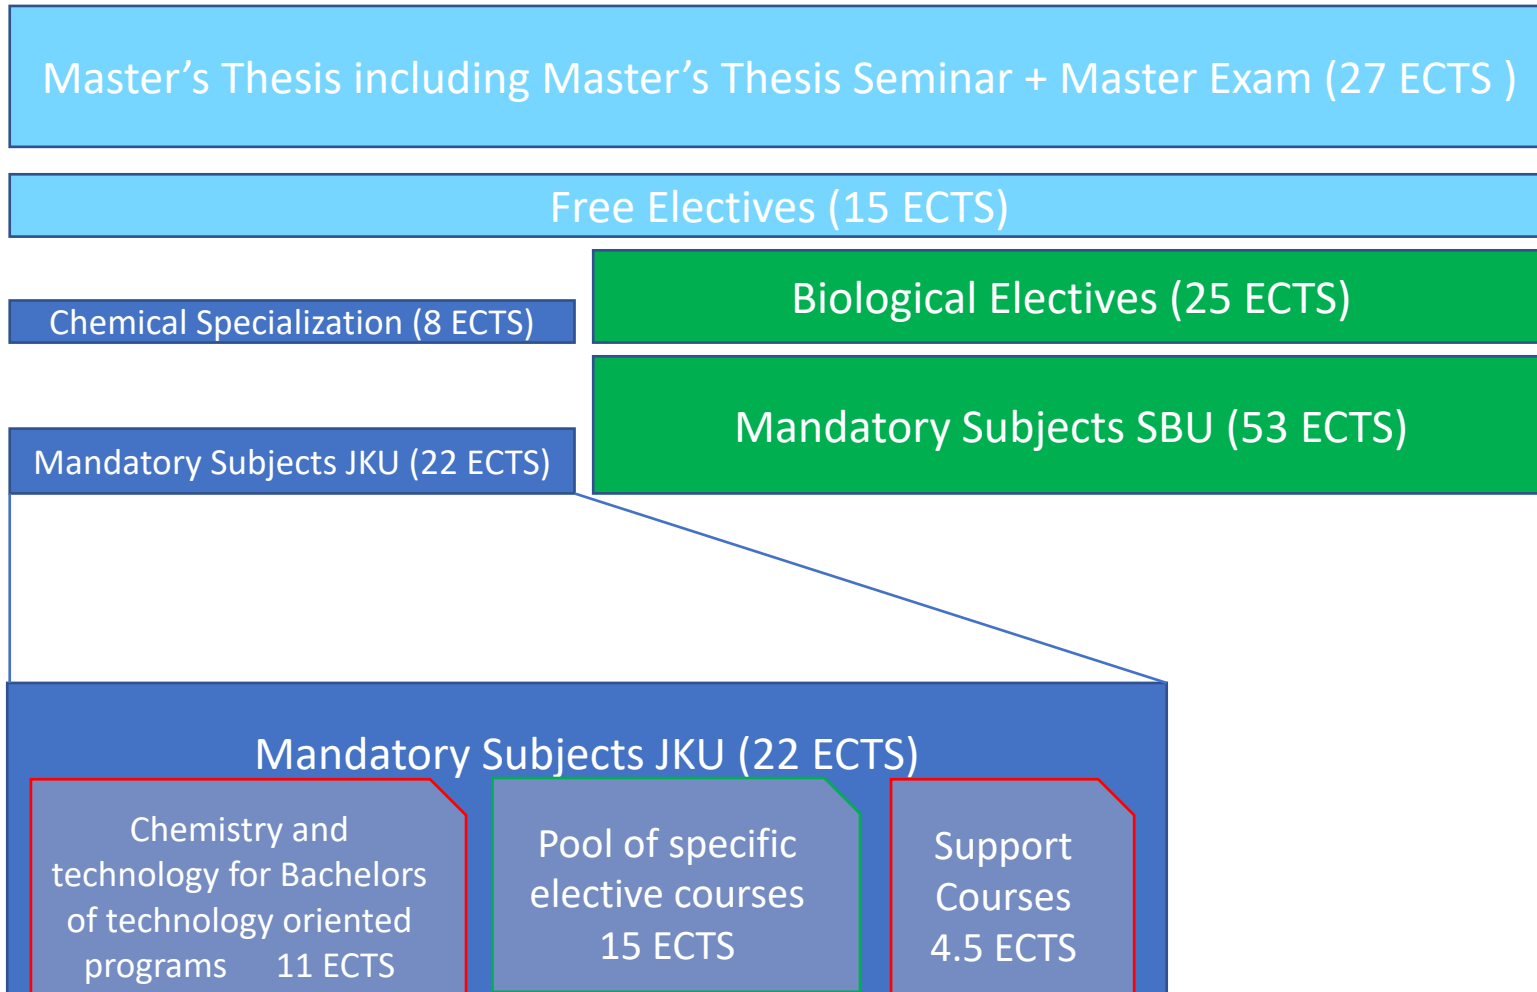 Master’s Thesis including Master’s Thesis Seminar + Master Exam (27 ECTS )
Free Electives (15 ECTS)
Biological Electives (25 ECTS)
Chemical Specialization (8 ECTS)
Mandatory Subjects SBU (53 ECTS)
Mandatory Subjects JKU (22 ECTS)
Mandatory Subjects JKU (22 ECTS)
Chemistry and
technology for Bachelors
of technology oriented
programs 11 ECTS
Pool of specific
elective courses
15 ECTS
Support
Courses
4.5 ECTS